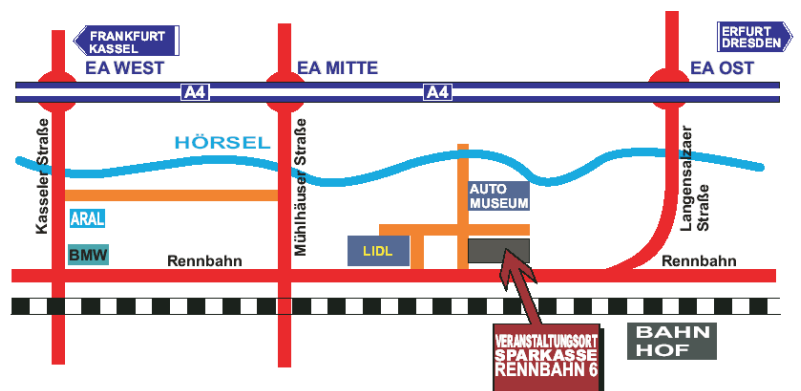 FRANKFURT
KASSEL
ERFURT
DRESDEN
EA WEST
EA MITTE
EA OST
A4
A4
HÖRSEL
Kasseler Straße
Mühlhäuser Straße
Langensalzaer
Straße
ARAL
BMW
AUTO
MUSEUM
LIDL
Rennbahn
Rennbahn
VERANSTALTUNGSORT
SPARKASSE
RENNBAHN 6
BAHN
HOF